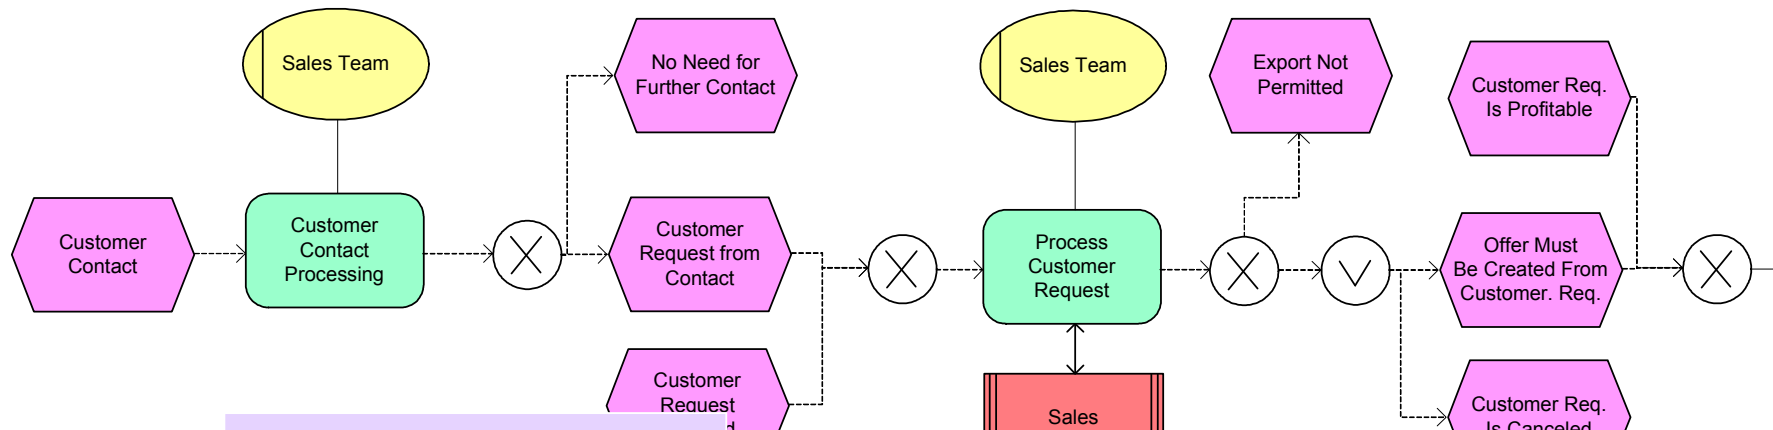 Sales Team
No Need for
Further Contact
Sales Team
Export Not
Permitted
Customer Req.
Is Profitable
Customer
Contact
Customer
Contact
Processing
Customer
Request from
Contact
Process
Customer
Request
Offer Must
Be Created From
Customer. Req.
Customer
Request
Sales
Customer Req.
Is Canceled